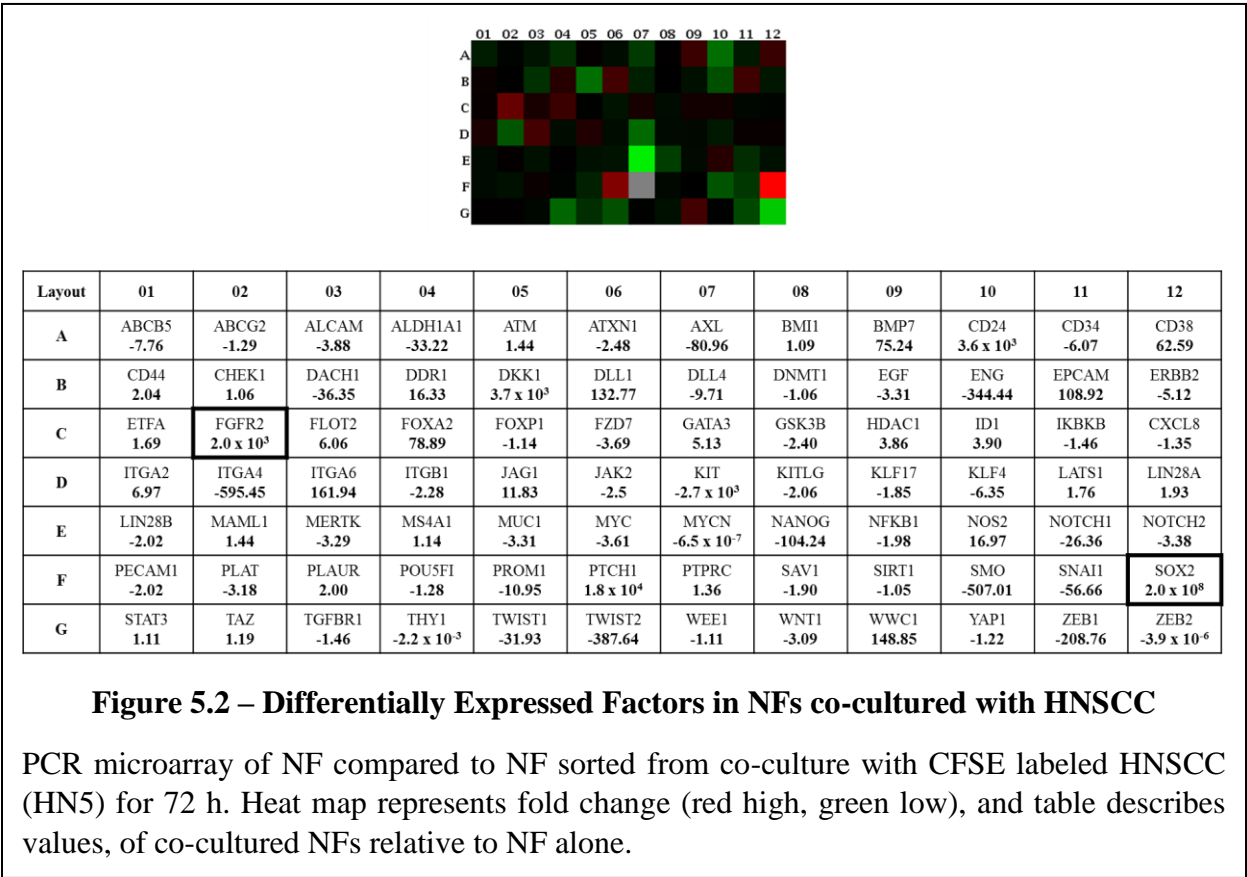 01 02 03 04 05 06 07 08 09 10 11 12
A
B
C
D
E
F
G
Layout 01 02 03 04 05 06 07 08 09 10 11 12
A ABCB5 ABCG2 ALCAM ALDH1A1 ATM ATXN1 AXL BMI1 BMP7 CD24 CD34 CD38
-7.76 -1.29 -3.88 -33.22 1.44 -2.48 -80.96 1.09 75.24 3.6 x 10³ -6.07 62.59
B CD44 CHEK1 DACH1 DDR1 DKK1 DLL1 DLL4 DNMT1 EGF ENG EPCAM ERBB2
2.04 1.06 -36.35 16.33 3.7 x 10³ 132.77 -9.71 -1.06 -3.31 -344.44 108.92 -5.12
C ETFA FGFR2 FLOT2 FOXA2 FOXP1 FZD7 GATA3 GSK3B HDAC1 ID1 IKBKB CXCL8
1.69 2.0 x 10³ 6.06 78.89 -1.14 -3.69 5.13 -2.40 3.86 3.90 -1.46 -1.35
D ITGA2 ITGA4 ITGA6 ITGB1 JAG1 JAK2 KIT KITLG KLF17 KLF4 LATS1 LIN28A
6.97 -595.45 161.94 -2.28 11.83 -2.5 -2.7 x 10³ -2.06 -1.85 -6.35 1.76 1.93
E LIN28B MAML1 MERTK MS4A1 MUC1 MYC MYCN NANOG NFKB1 NOS2 NOTCH1 NOTCH2
-2.02 1.44 -3.29 1.14 -3.31 -3.61 -6.5 x 10⁻⁷ -104.24 -1.98 16.97 -26.36 -3.38
F PECAM1 PLAT PLAUR POU5FI PROM1 PTCH1 PTPRC SAV1 SIRT1 SMO SNAI1 SOX2
-2.02 -3.18 2.00 -1.28 -10.95 1.8 x 10⁴ 1.36 -1.90 -1.05 -507.01 -56.66 2.0 x 10⁸
G STAT3 TAZ TGFBR1 THY1 TWIST1 TWIST2 WEE1 WNT1 WWC1 YAP1 ZEB1 ZEB2
1.11 1.19 -1.46 -2.2 x 10⁻³ -31.93 -387.64 -1.11 -3.09 148.85 -1.22 -208.76 -3.9 x 10⁻⁶
Figure 5.2 – Differentially Expressed Factors in NFs co-cultured with HNSCC
PCR microarray of NF compared to NF sorted from co-culture with CFSE labeled HNSCC
(HN5) for 72 h. Heat map represents fold change (red high, green low), and table describes
values, of co-cultured NFs relative to NF alone.